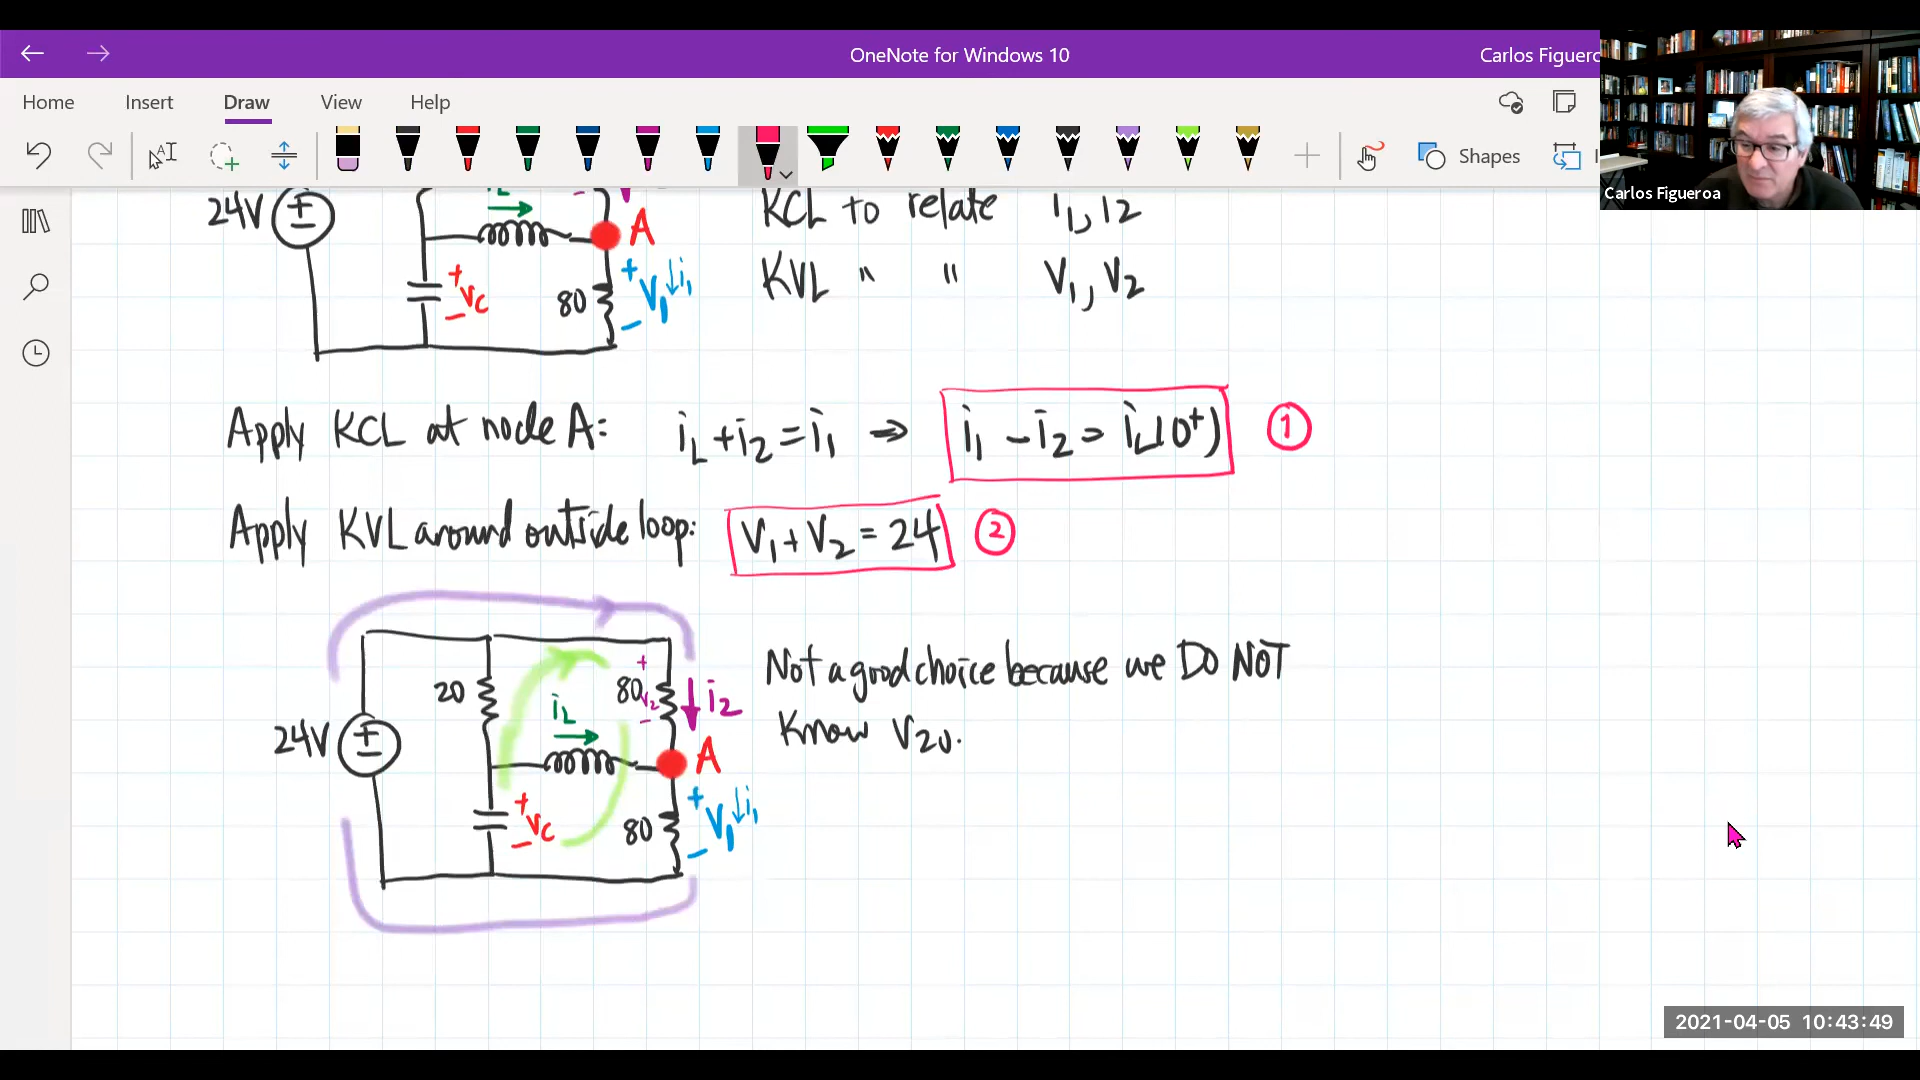 OneNote for Windows 10
Carlos Figuero
Home Insert Draw View Help
Shapes
Carlos Figueroa
24V iL A KCL to relate i1, i2
+ Vc - 80 + V1 ↓i1 - KVL " " V1, V2
Apply KCL at node A: iL + i2 = i1 ⇒ i1 - i2 = iL(0+) 1
Apply KVL around outside loop: V1 + V2 = 24 2
Not a good choice because we DO NOT
Know V20.
20 80 + V2 - i2
24V iL A
+ Vc - 80 + V1 ↓i1 -
2021-04-05 10:43:49